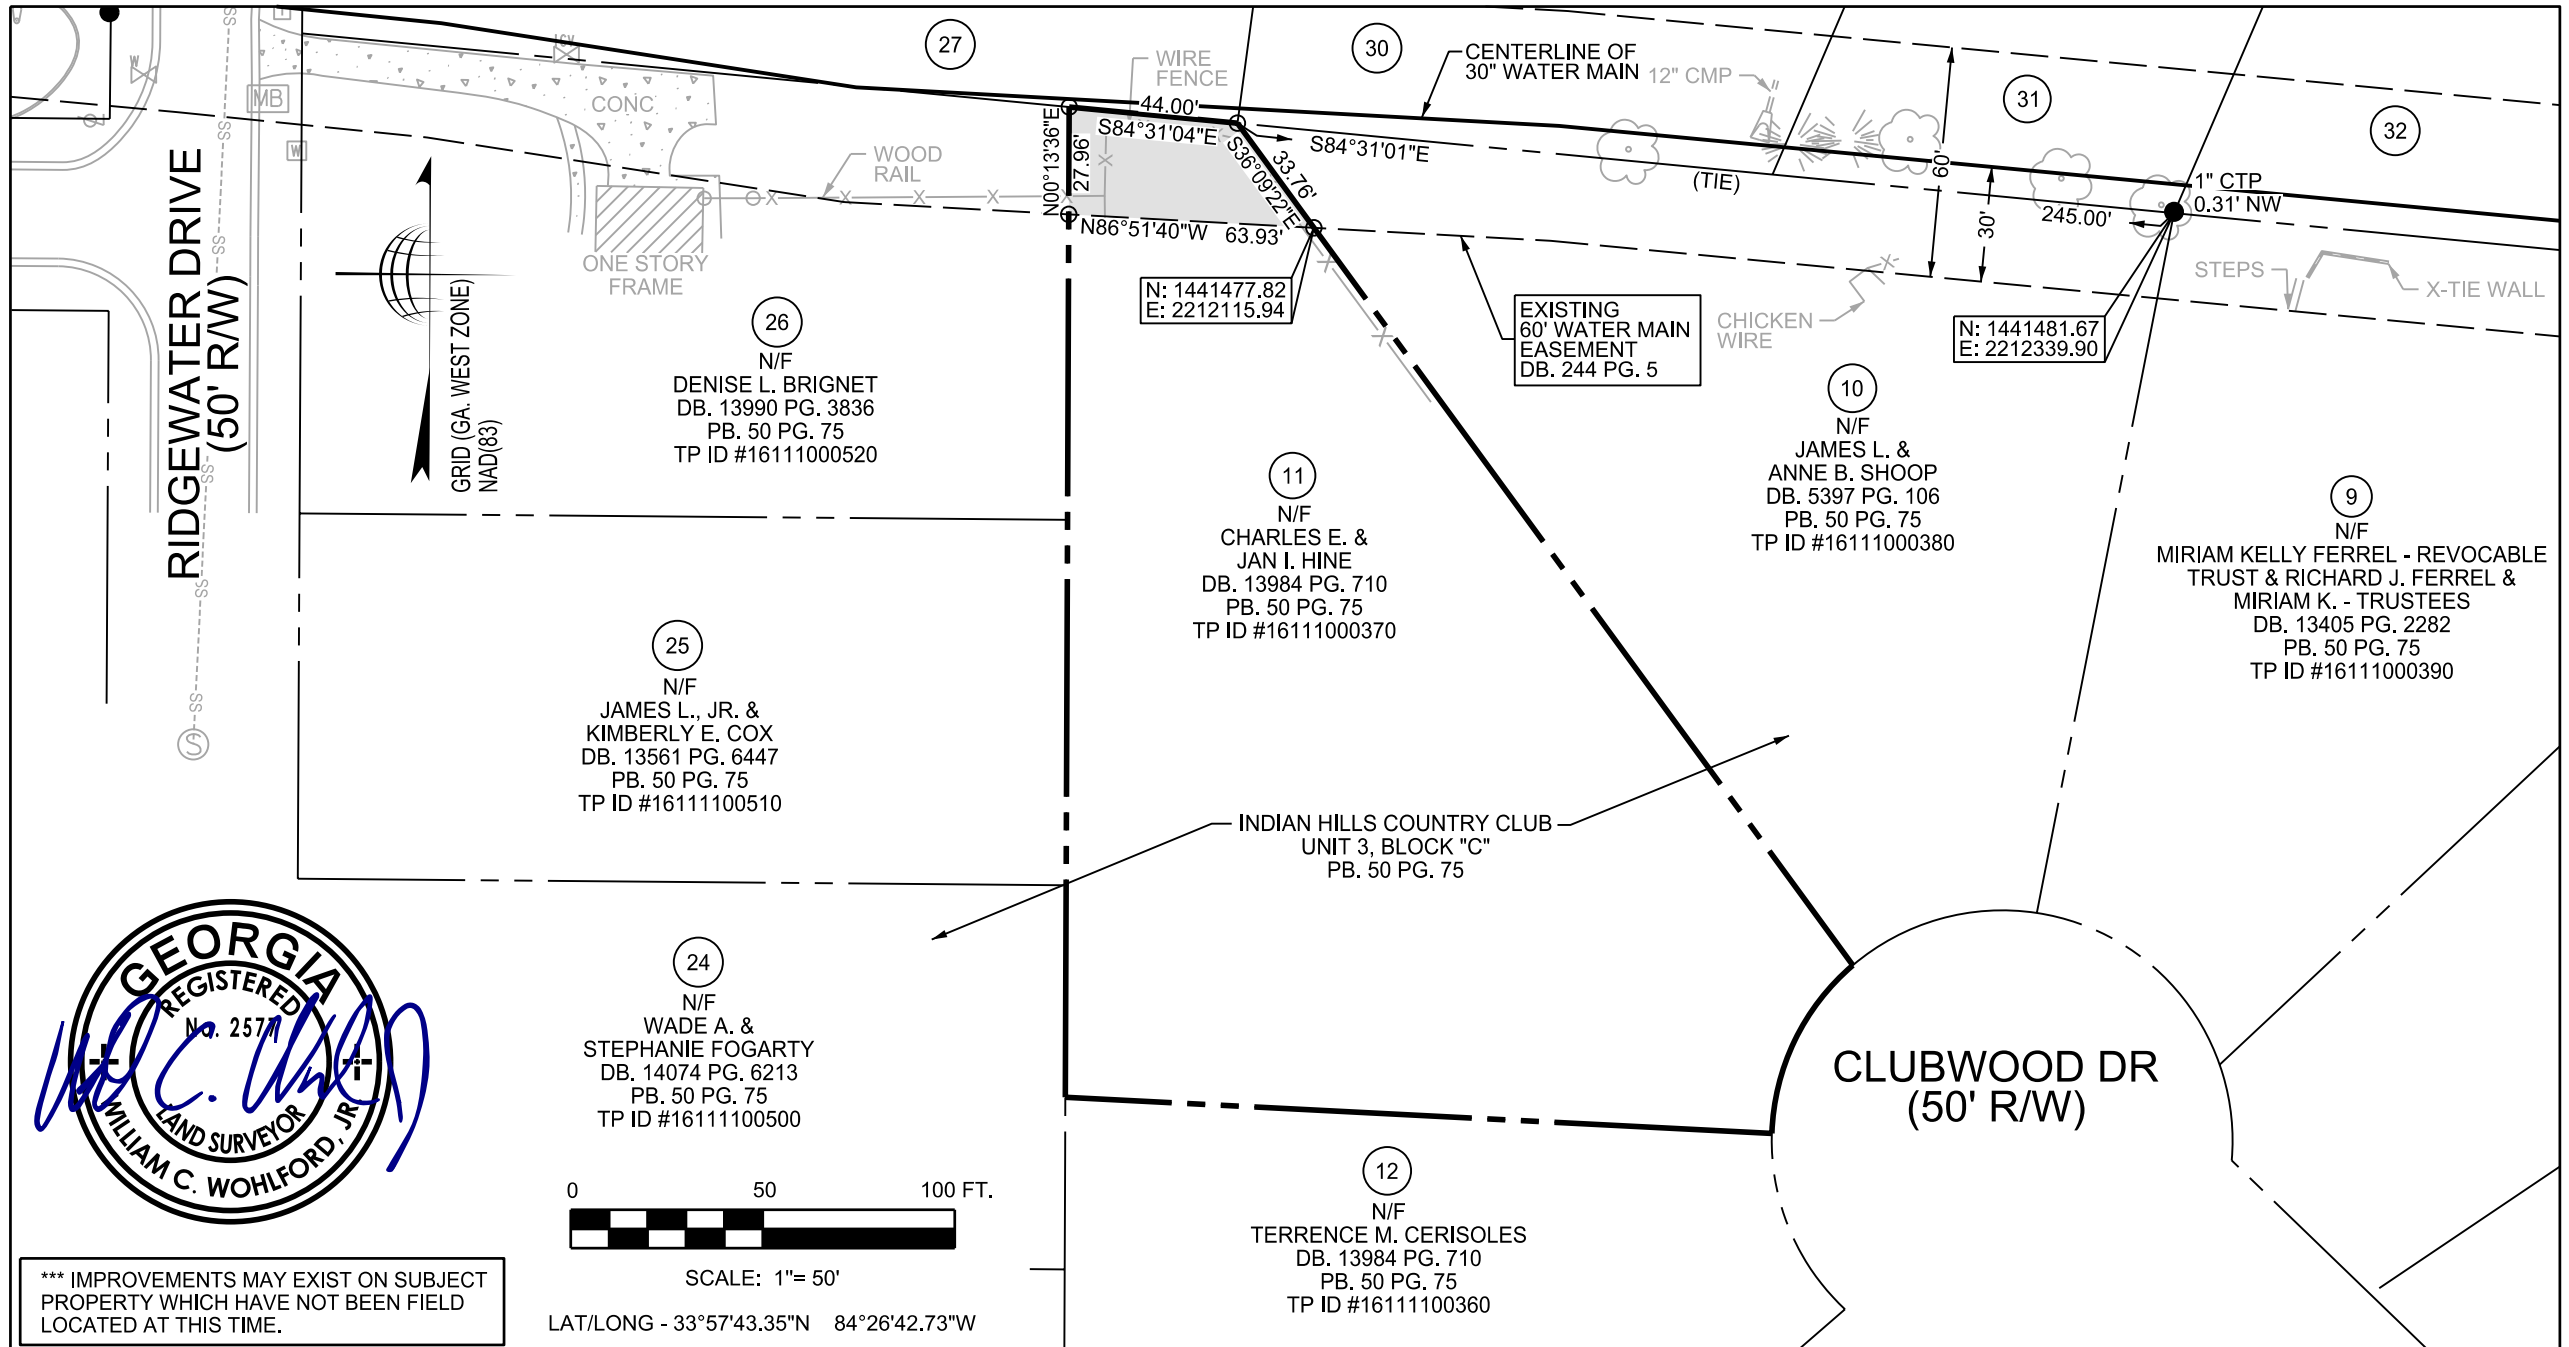 27
30
31
32
WIRE
FENCE
CENTERLINE OF
30" WATER MAIN
12" CMP
W
MB
W
CONC
WOOD
RAIL
44.00'
S84°31'04"E
N00°13'36"E
27.96'
S36°09'22"E
33.76'
S84°31'01"E
(TIE)
60'
30'
1" CTP
0.31' NW
245.00'
N86°51'40"W 63.93'
ONE STORY
FRAME
N: 1441477.82
E: 2212115.94
EXISTING
60' WATER MAIN
EASEMENT
DB. 244 PG. 5
CHICKEN
WIRE
N: 1441481.67
E: 2212339.90
STEPS
X-TIE WALL
RIDGEWATER DRIVE
(50' R/W)
SS
GRID (GA. WEST ZONE)
NAD(83)
26
N/F
DENISE L. BRIGNET
DB. 13990 PG. 3836
PB. 50 PG. 75
TP ID #16111000520
11
N/F
CHARLES E. &
JAN I. HINE
DB. 13984 PG. 710
PB. 50 PG. 75
TP ID #16111000370
10
N/F
JAMES L. &
ANNE B. SHOOP
DB. 5397 PG. 106
PB. 50 PG. 75
TP ID #16111000380
9
N/F
MIRIAM KELLY FERREL - REVOCABLE
TRUST & RICHARD J. FERREL &
MIRIAM K. - TRUSTEES
DB. 13405 PG. 2282
PB. 50 PG. 75
TP ID #16111000390
25
N/F
JAMES L., JR. &
KIMBERLY E. COX
DB. 13561 PG. 6447
PB. 50 PG. 75
TP ID #16111100510
S
INDIAN HILLS COUNTRY CLUB
UNIT 3, BLOCK "C"
PB. 50 PG. 75
24
N/F
WADE A. &
STEPHANIE FOGARTY
DB. 14074 PG. 6213
PB. 50 PG. 75
TP ID #16111100500
CLUBWOOD DR
(50' R/W)
12
N/F
TERRENCE M. CERISOLES
DB. 13984 PG. 710
PB. 50 PG. 75
TP ID #16111100360
GEORGIA
REGISTERED
No. 2577
LAND SURVEYOR
WILLIAM C. WOHLFORD, JR.
0 50 100 FT.
SCALE: 1"= 50'
LAT/LONG - 33°57'43.35"N 84°26'42.73"W
*** IMPROVEMENTS MAY EXIST ON SUBJECT
PROPERTY WHICH HAVE NOT BEEN FIELD
LOCATED AT THIS TIME.